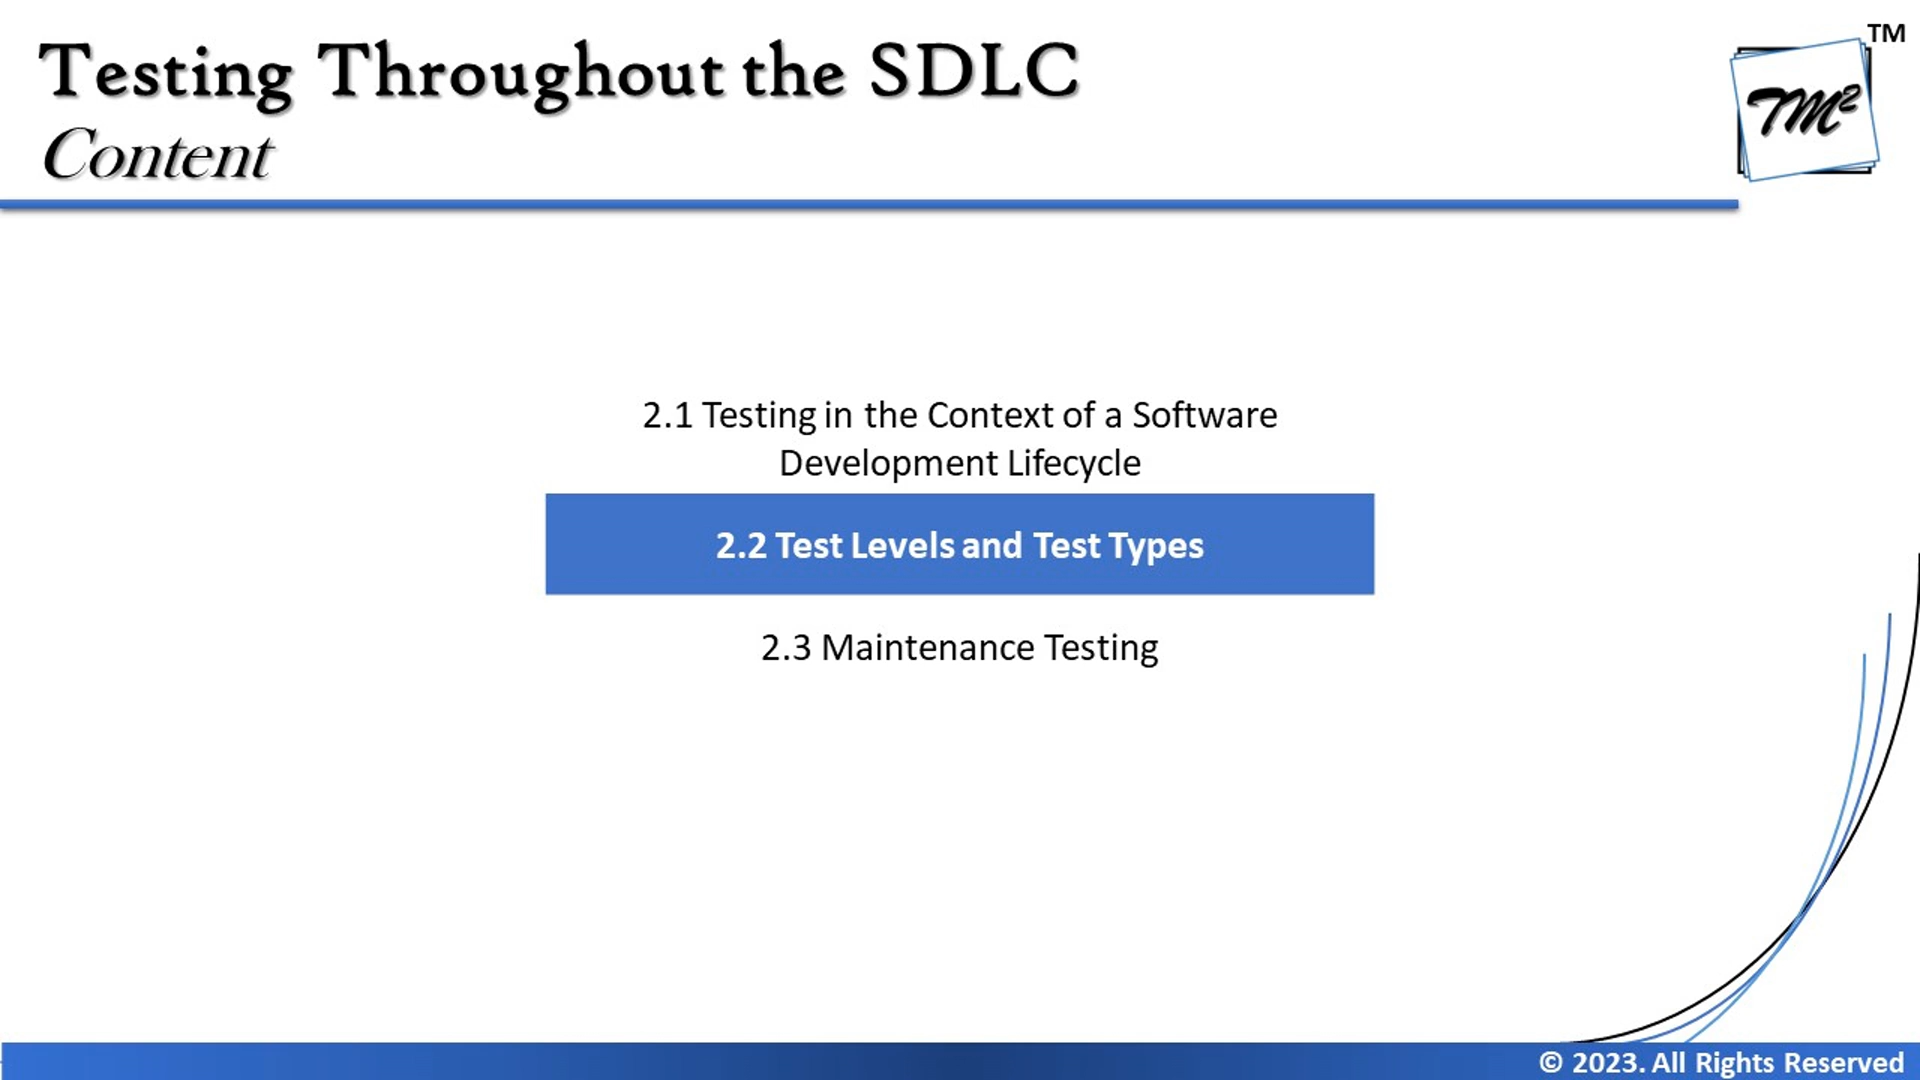 Testing Throughout the SDLC
TM
Content
TM²
2.1 Testing in the Context of a Software
Development Lifecycle
2.2 Test Levels and Test Types
2.3 Maintenance Testing
© 2023. All Rights Reserved